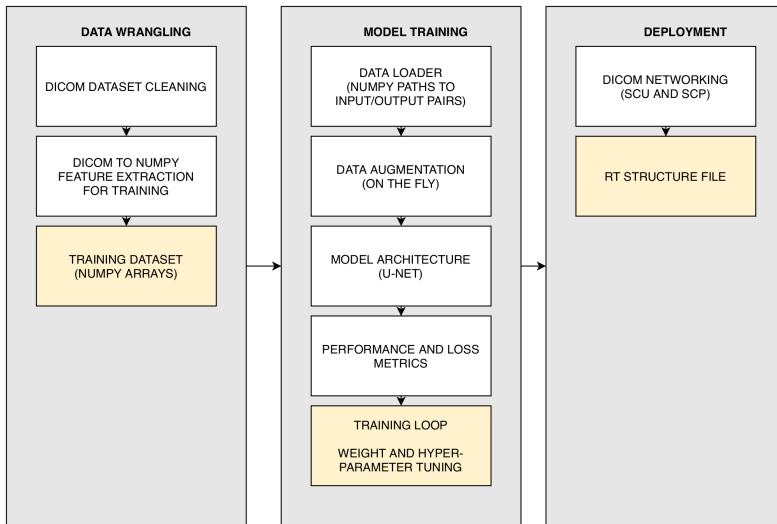 DATA WRANGLING
DICOM DATASET CLEANING
DICOM TO NUMPY
FEATURE EXTRACTION
FOR TRAINING
TRAINING DATASET
(NUMPY ARRAYS)
MODEL TRAINING
DATA LOADER
(NUMPY PATHS TO
INPUT/OUTPUT PAIRS)
DATA AUGMENTATION
(ON THE FLY)
MODEL ARCHITECTURE
(U-NET)
PERFORMANCE AND LOSS
METRICS
TRAINING LOOP
WEIGHT AND HYPER-
PARAMETER TUNING
DEPLOYMENT
DICOM NETWORKING
(SCU AND SCP)
RT STRUCTURE FILE